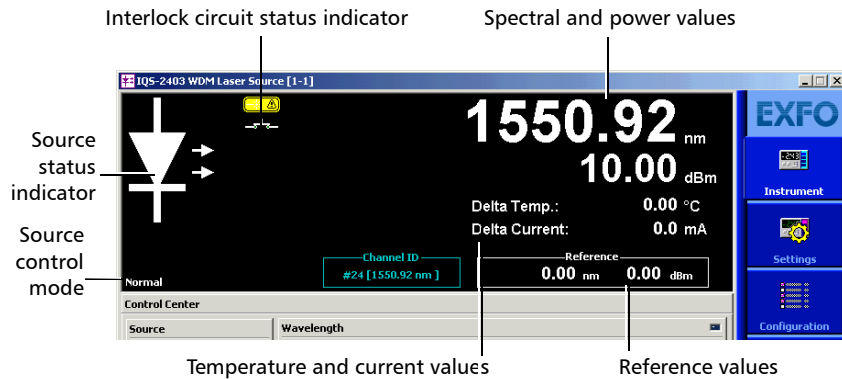 Interlock circuit status indicator
Spectral and power values
IQS-2403 WDM Laser Source [1-1]
EXFO
1550.92 nm
10.00 dBm
Source
status
indicator
Instrument
Delta Temp.: 0.00 °C
Delta Current: 0.0 mA
Source
control
mode
Settings
Channel ID
#24 [1550.92 nm ]
Reference
0.00 nm 0.00 dBm
Normal
Control Center
Source
Wavelength
Configuration
Temperature and current values
Reference values